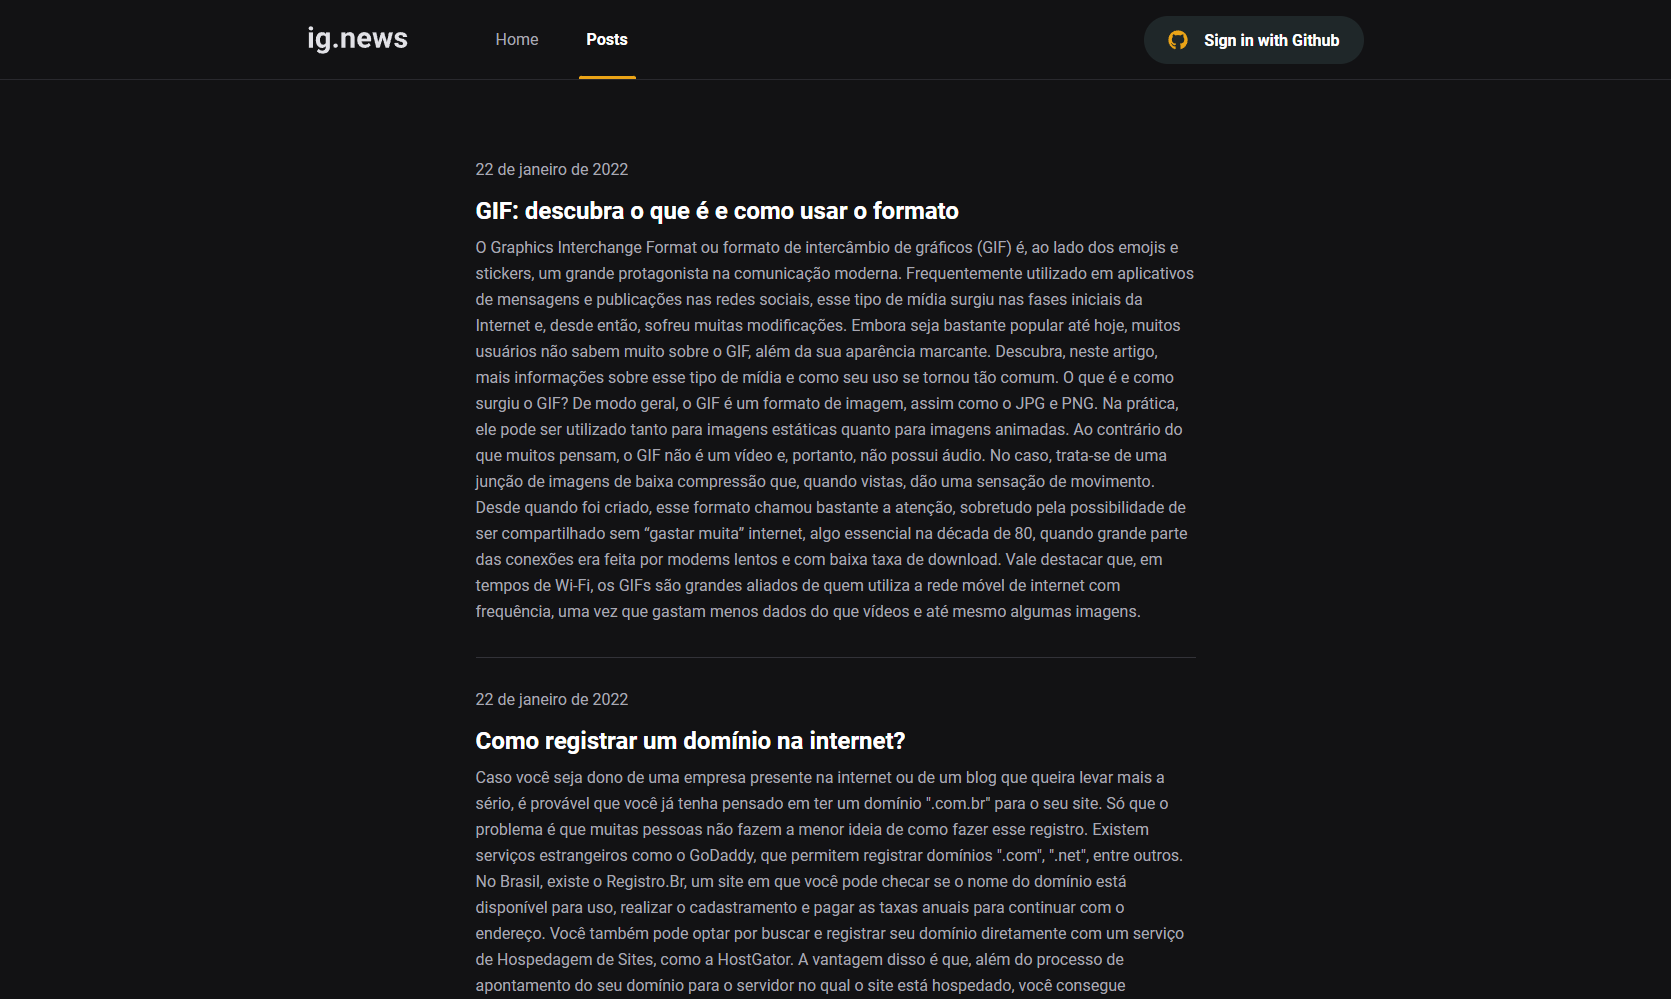 ig.news
Home
Posts
Sign in with Github
22 de janeiro de 2022
GIF: descubra o que é e como usar o formato
O Graphics Interchange Format ou formato de intercâmbio de gráficos (GIF) é, ao lado dos emojis e
stickers, um grande protagonista na comunicação moderna. Frequentemente utilizado em aplicativos
de mensagens e publicações nas redes sociais, esse tipo de mídia surgiu nas fases iniciais da
Internet e, desde então, sofreu muitas modificações. Embora seja bastante popular até hoje, muitos
usuários não sabem muito sobre o GIF, além da sua aparência marcante. Descubra, neste artigo,
mais informações sobre esse tipo de mídia e como seu uso se tornou tão comum. O que é e como
surgiu o GIF? De modo geral, o GIF é um formato de imagem, assim como o JPG e PNG. Na prática,
ele pode ser utilizado tanto para imagens estáticas quanto para imagens animadas. Ao contrário do
que muitos pensam, o GIF não é um vídeo e, portanto, não possui áudio. No caso, trata-se de uma
junção de imagens de baixa compressão que, quando vistas, dão uma sensação de movimento.
Desde quando foi criado, esse formato chamou bastante a atenção, sobretudo pela possibilidade de
ser compartilhado sem “gastar muita” internet, algo essencial na década de 80, quando grande parte
das conexões era feita por modems lentos e com baixa taxa de download. Vale destacar que, em
tempos de Wi-Fi, os GIFs são grandes aliados de quem utiliza a rede móvel de internet com
frequência, uma vez que gastam menos dados do que vídeos e até mesmo algumas imagens.
22 de janeiro de 2022
Como registrar um domínio na internet?
Caso você seja dono de uma empresa presente na internet ou de um blog que queira levar mais a
sério, é provável que você já tenha pensado em ter um domínio ".com.br" para o seu site. Só que o
problema é que muitas pessoas não fazem a menor ideia de como fazer esse registro. Existem
serviços estrangeiros como o GoDaddy, que permitem registrar domínios ".com", ".net", entre outros.
No Brasil, existe o Registro.Br, um site em que você pode checar se o nome do domínio está
disponível para uso, realizar o cadastramento e pagar as taxas anuais para continuar com o
endereço. Você também pode optar por buscar e registrar seu domínio diretamente com um serviço
de Hospedagem de Sites, como a HostGator. A vantagem disso é que, além do processo de
apontamento do seu domínio para o servidor no qual o site está hospedado, você consegue